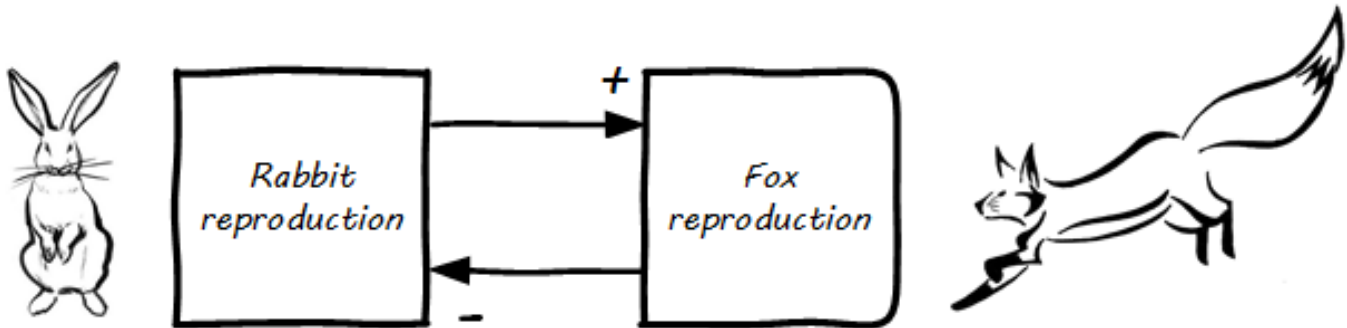 +
Rabbit
reproduction
Fox
reproduction
-